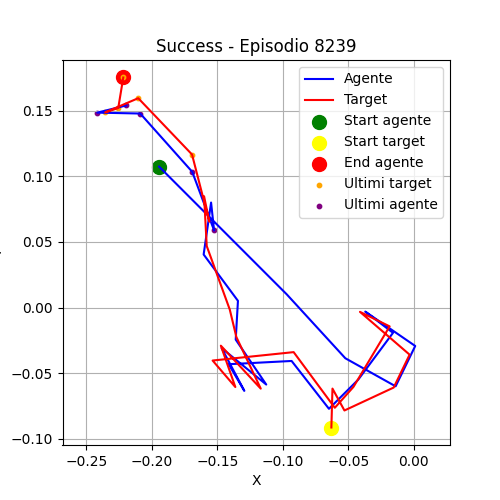 Success - Episodio 8239
Agente
Target
Start agente
Start target
End agente
Ultimi target
Ultimi agente
0.15
0.10
0.05
0.00
−0.05
−0.10
−0.25
−0.20
−0.15
−0.10
−0.05
0.00
X